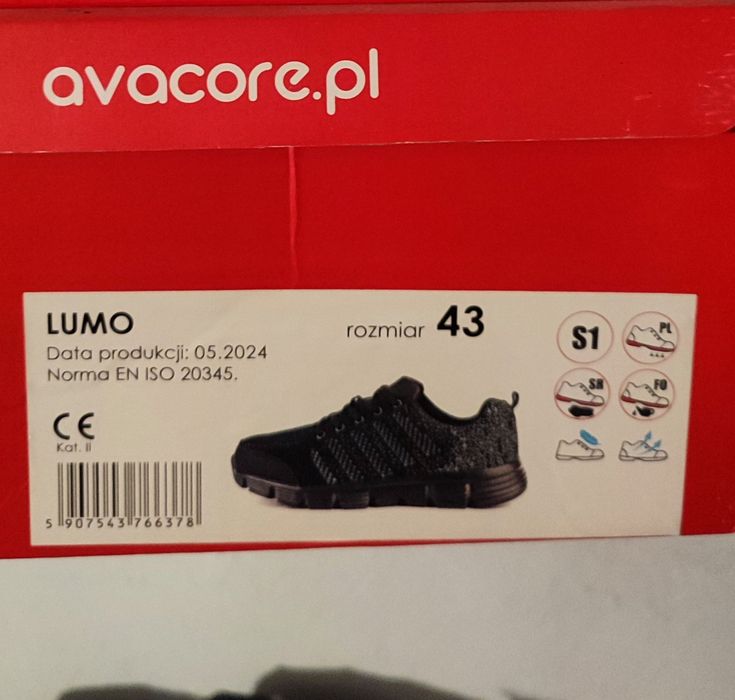 avacore.pl
LUMO
rozmiar 43
Data produkcji: 05.2024
Norma EN ISO 20345.
CE
Kat. II
5 907543 766378
S1
PL
SR
FO